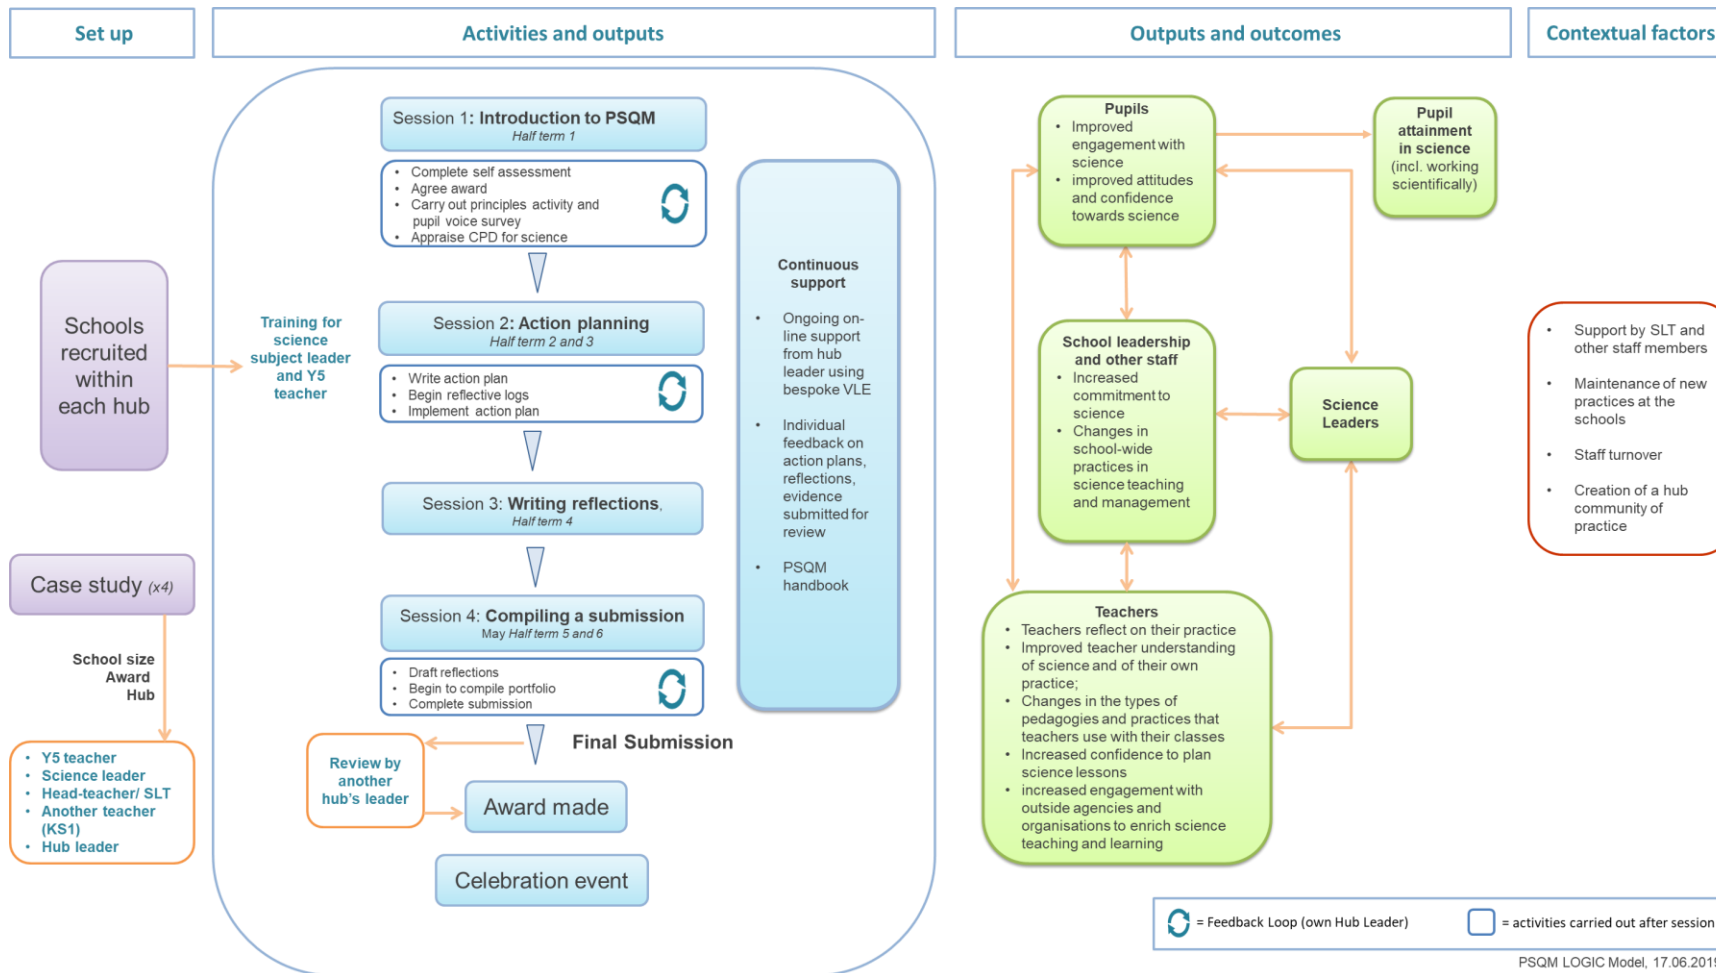 Set up
Activities and outputs
Outputs and outcomes
Contextual factors
Schools
recruited
within
each hub
Case study (x4)
School size
Award
Hub
• Y5 teacher
• Science leader
• Head-teacher/ SLT
• Another teacher
(KS1)
• Hub leader
Training for
science
subject leader
and Y5
teacher
Session 1: Introduction to PSQM
Half term 1
• Complete self assessment
• Agree award
• Carry out principles activity and
pupil voice survey
• Appraise CPD for science
Session 2: Action planning
Half term 2 and 3
• Write action plan
• Begin reflective logs
• Implement action plan
Session 3: Writing reflections,
Half term 4
Session 4: Compiling a submission
May Half term 5 and 6
• Draft reflections
• Begin to compile portfolio
• Complete submission
Final Submission
Review by
another
hub's leader
Award made
Celebration event
Continuous
support
• Ongoing on-
line support
from hub
leader using
bespoke VLE
• Individual
feedback on
action plans,
reflections,
evidence
submitted for
review
• PSQM
handbook
Pupils
• Improved
engagement with
science
• improved attitudes
and confidence
towards science
Pupil
attainment
in science
(incl. working
scientifically)
School leadership
and other staff
• Increased
commitment to
science
• Changes in
school-wide
practices in
science teaching
and management
Science
Leaders
Teachers
• Teachers reflect on their practice
• Improved teacher understanding
of science and of their own
practice;
• Changes in the types of
pedagogies and practices that
teachers use with their classes
• Increased confidence to plan
science lessons
• increased engagement with
outside agencies and
organisations to enrich science
teaching and learning
• Support by SLT and
other staff members
• Maintenance of new
practices at the
schools
• Staff turnover
• Creation of a hub
community of
practice
= Feedback Loop (own Hub Leader)
= activities carried out after session
PSQM LOGIC Model, 17.06.2019